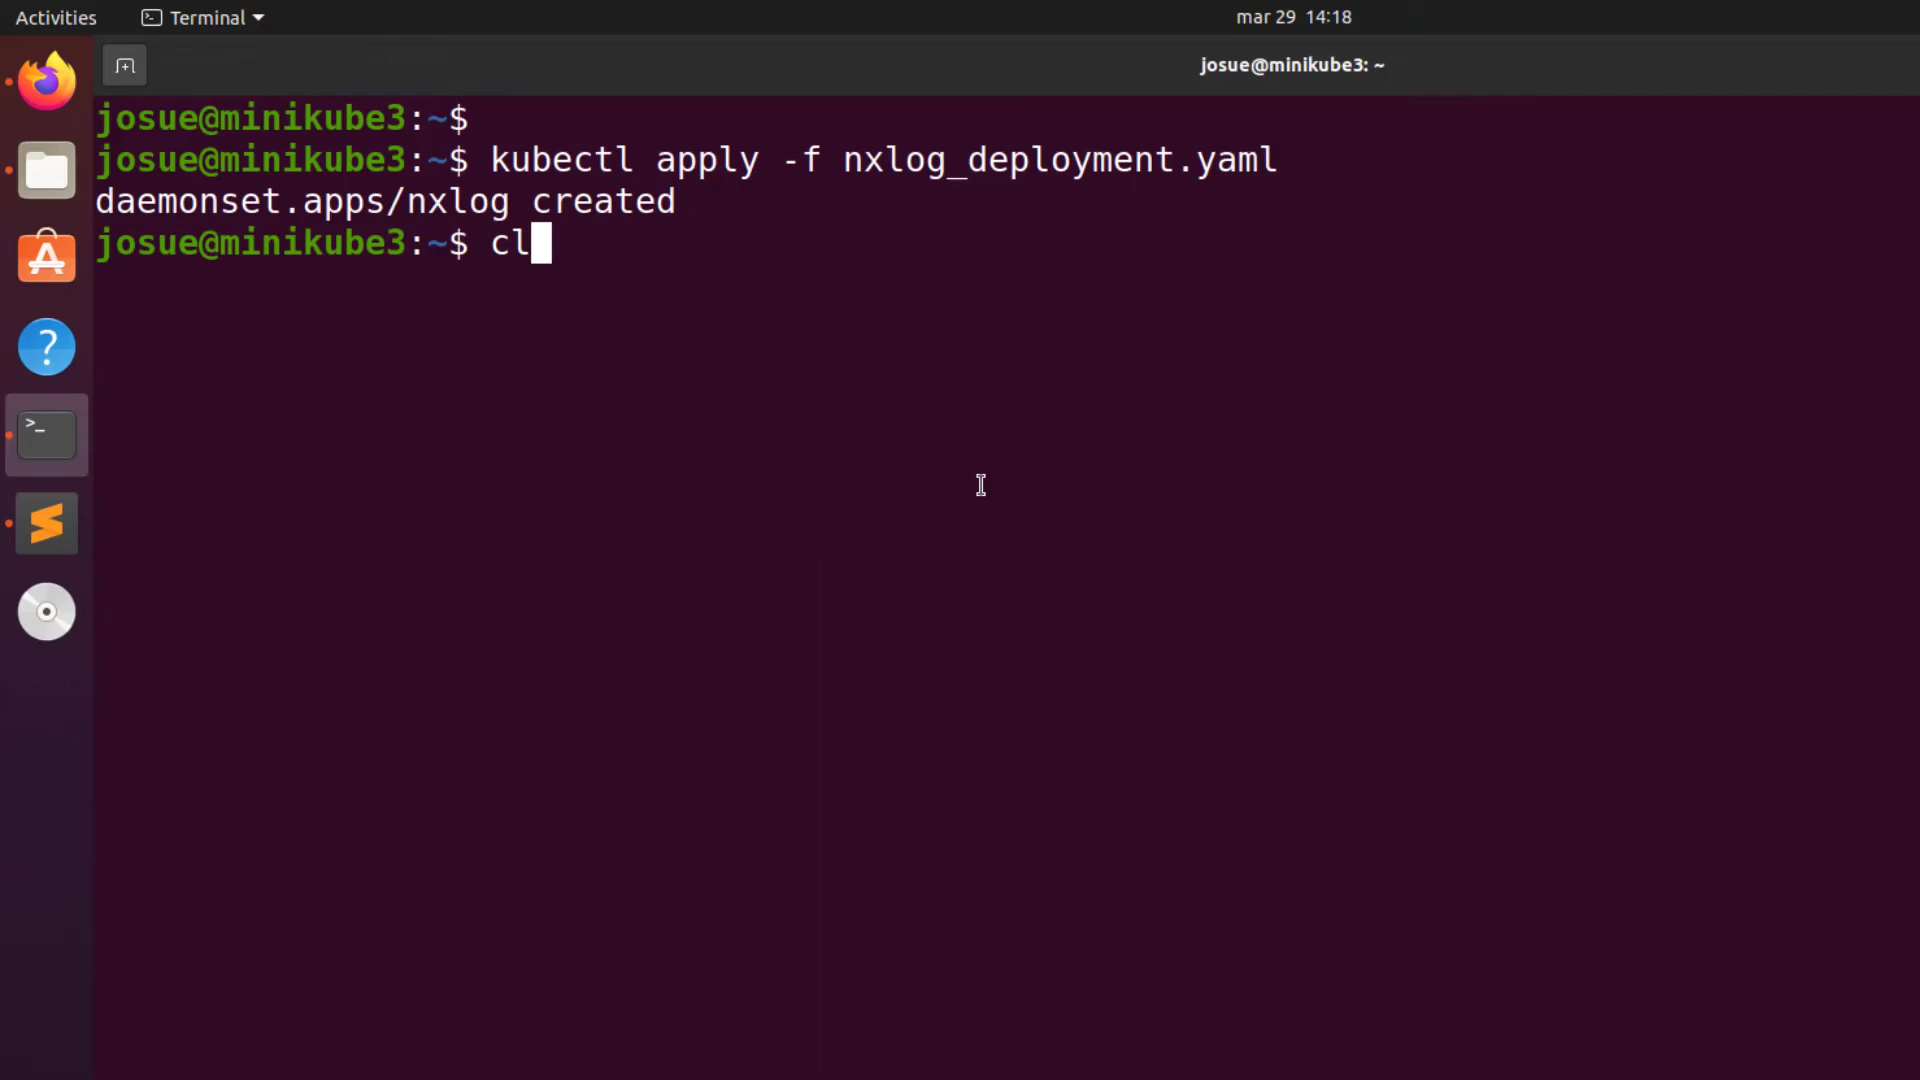 Activities Terminal mar 29 14:18
josue@minikube3: ~
josue@minikube3:~$
josue@minikube3:~$ kubectl apply -f nxlog_deployment.yaml
daemonset.apps/nxlog created
josue@minikube3:~$ cl